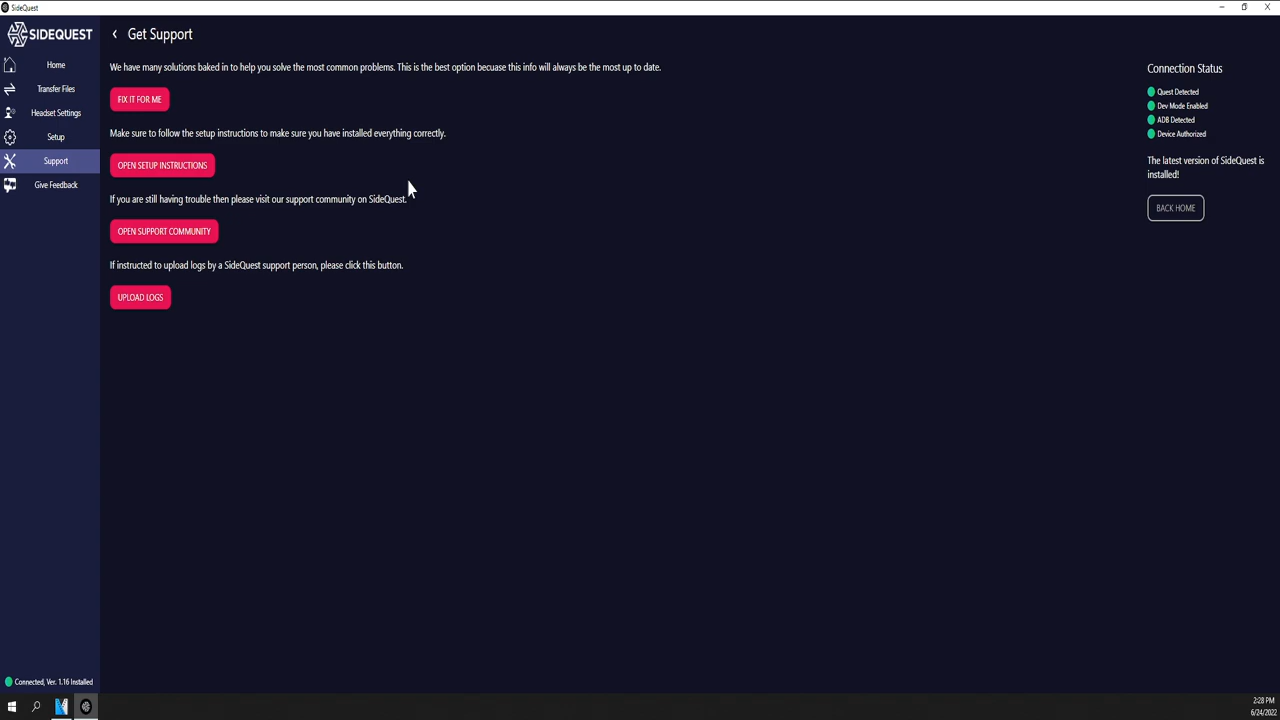 SideQuest
SIDEQUEST
Home
Transfer Files
Headset Settings
Setup
Support
Give Feedback
Connected, Ver. 1.16 Installed
Get Support
We have many solutions baked in to help you solve the most common problems. This is the best option becuase this info will always be the most up to date.
FIX IT FOR ME
Make sure to follow the setup instructions to make sure you have installed everything correctly.
OPEN SETUP INSTRUCTIONS
If you are still having trouble then please visit our support community on SideQuest.
OPEN SUPPORT COMMUNITY
If instructed to upload logs by a SideQuest support person, please click this button.
UPLOAD LOGS
Connection Status
Quest Detected
Dev Mode Enabled
ADB Detected
Device Authorized
The latest version of SideQuest is
installed!
BACK HOME
2:28 PM
6/24/2022